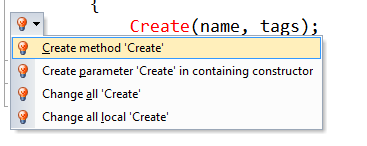 {
Create(name, tags);
Create method 'Create'
Create parameter 'Create' in containing constructor
Change all 'Create'
Change all local 'Create'